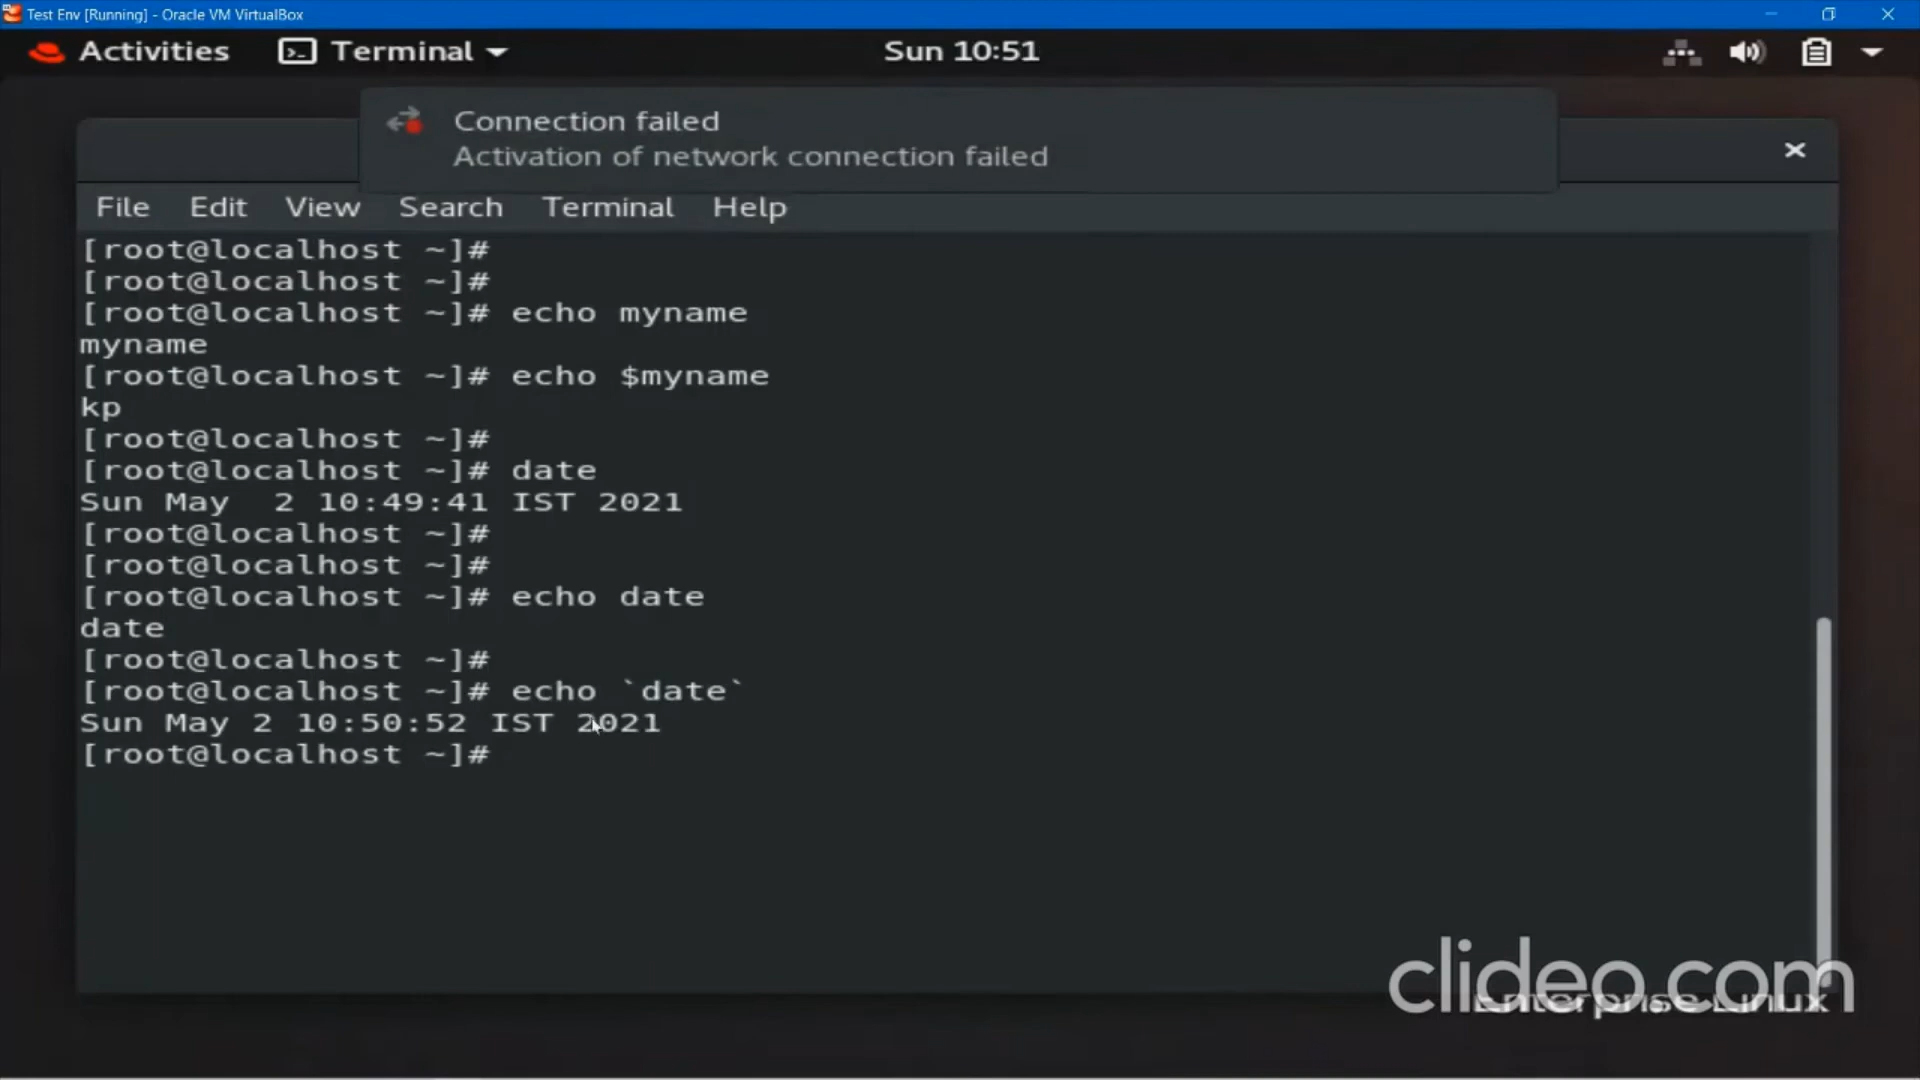 Test Env [Running] - Oracle VM VirtualBox
Activities Terminal Sun 10:51
Connection failed
Activation of network connection failed
File Edit View Search Terminal Help
[root@localhost ~]#
[root@localhost ~]#
[root@localhost ~]# echo myname
myname
[root@localhost ~]# echo $myname
kp
[root@localhost ~]#
[root@localhost ~]# date
Sun May  2 10:49:41 IST 2021
[root@localhost ~]#
[root@localhost ~]#
[root@localhost ~]# echo date
date
[root@localhost ~]#
[root@localhost ~]# echo `date`
Sun May 2 10:50:52 IST 2021
[root@localhost ~]#
clideo.com
Enterprise Linux